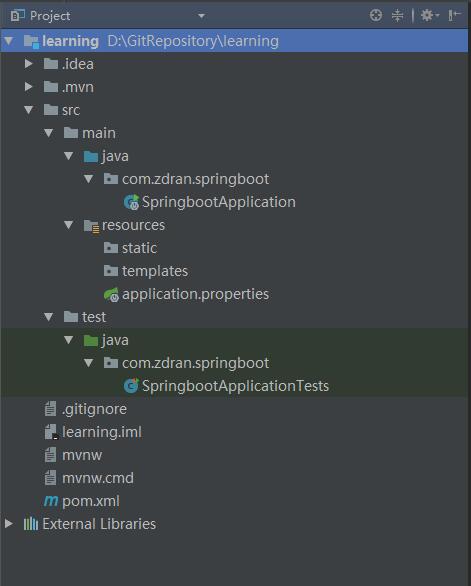 Project
learning D:\GitRepository\learning
.idea
.mvn
src
main
java
com.zdran.springboot
SpringbootApplication
resources
static
templates
application.properties
test
java
com.zdran.springboot
SpringbootApplicationTests
.gitignore
learning.iml
mvnw
mvnw.cmd
pom.xml
External Libraries